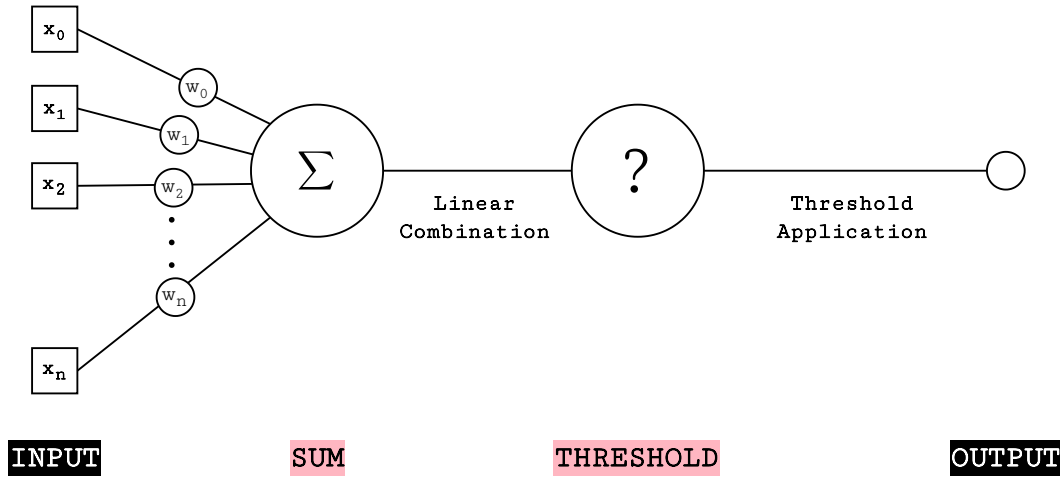 x₀
w₀
x₁
w₁
x₂
w₂
Σ
?
Linear
Combination
Threshold
Application
wₙ
xₙ
INPUT
SUM
THRESHOLD
OUTPUT